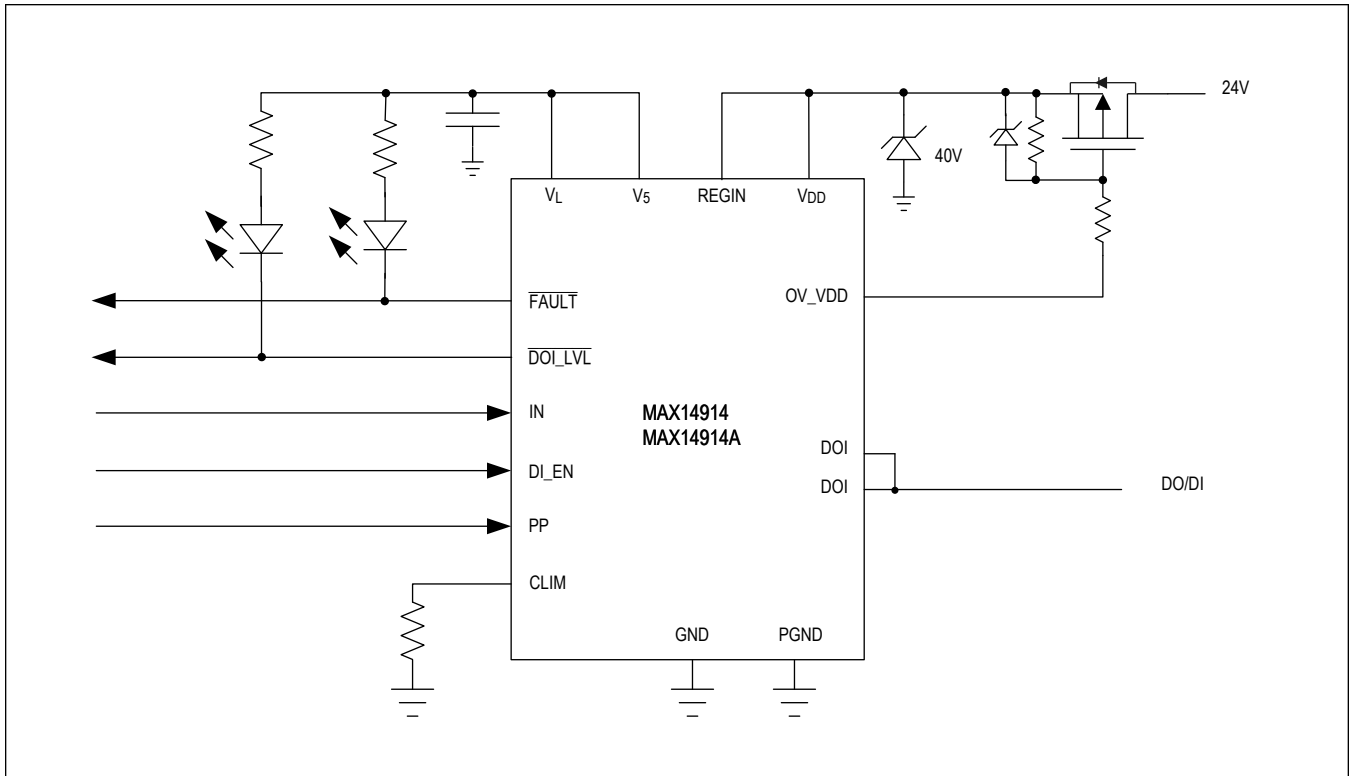 24V
40V
VL
V5
REGIN
VDD
FAULT
OV_VDD
DOI_LVL
IN
MAX14914
MAX14914A
DI_EN
DOI
DOI
DO/DI
PP
CLIM
GND
PGND